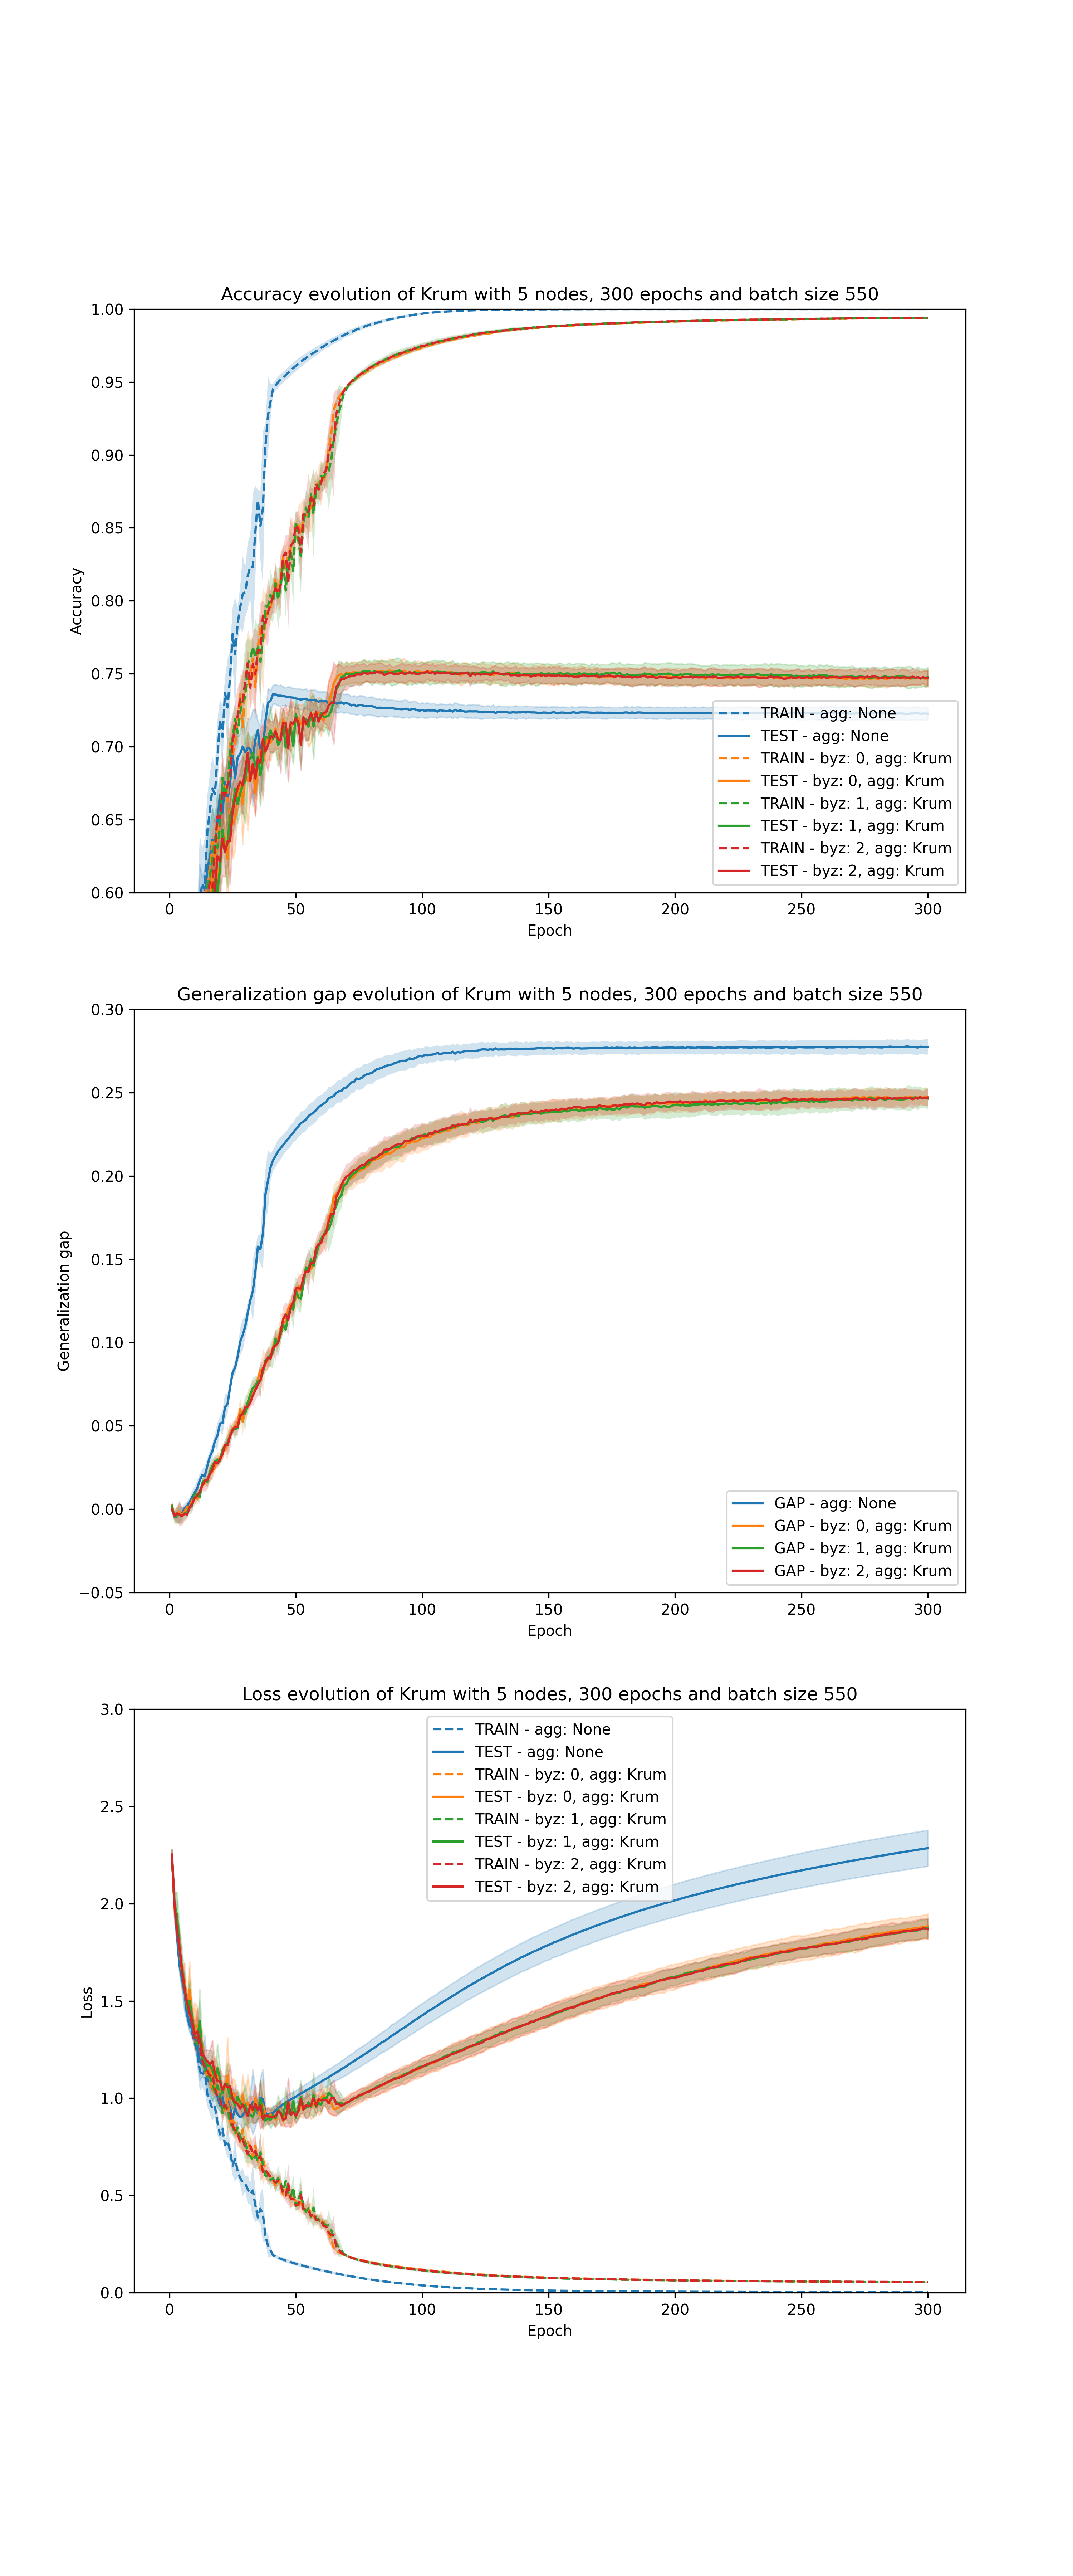 Accuracy evolution of Krum with 5 nodes, 300 epochs and batch size 550
1.00
0.95
0.90
0.85
0.80
0.75
0.70
0.65
0.60
Accuracy
TRAIN - agg: None
TEST - agg: None
TRAIN - byz: 0, agg: Krum
TEST - byz: 0, agg: Krum
TRAIN - byz: 1, agg: Krum
TEST - byz: 1, agg: Krum
TRAIN - byz: 2, agg: Krum
TEST - byz: 2, agg: Krum
0 50 100 150 200 250 300
Epoch
Generalization gap evolution of Krum with 5 nodes, 300 epochs and batch size 550
0.30
0.25
0.20
0.15
0.10
0.05
0.00
−0.05
Generalization gap
GAP - agg: None
GAP - byz: 0, agg: Krum
GAP - byz: 1, agg: Krum
GAP - byz: 2, agg: Krum
0 50 100 150 200 250 300
Epoch
Loss evolution of Krum with 5 nodes, 300 epochs and batch size 550
3.0
2.5
2.0
1.5
1.0
0.5
0.0
Loss
TRAIN - agg: None
TEST - agg: None
TRAIN - byz: 0, agg: Krum
TEST - byz: 0, agg: Krum
TRAIN - byz: 1, agg: Krum
TEST - byz: 1, agg: Krum
TRAIN - byz: 2, agg: Krum
TEST - byz: 2, agg: Krum
0 50 100 150 200 250 300
Epoch